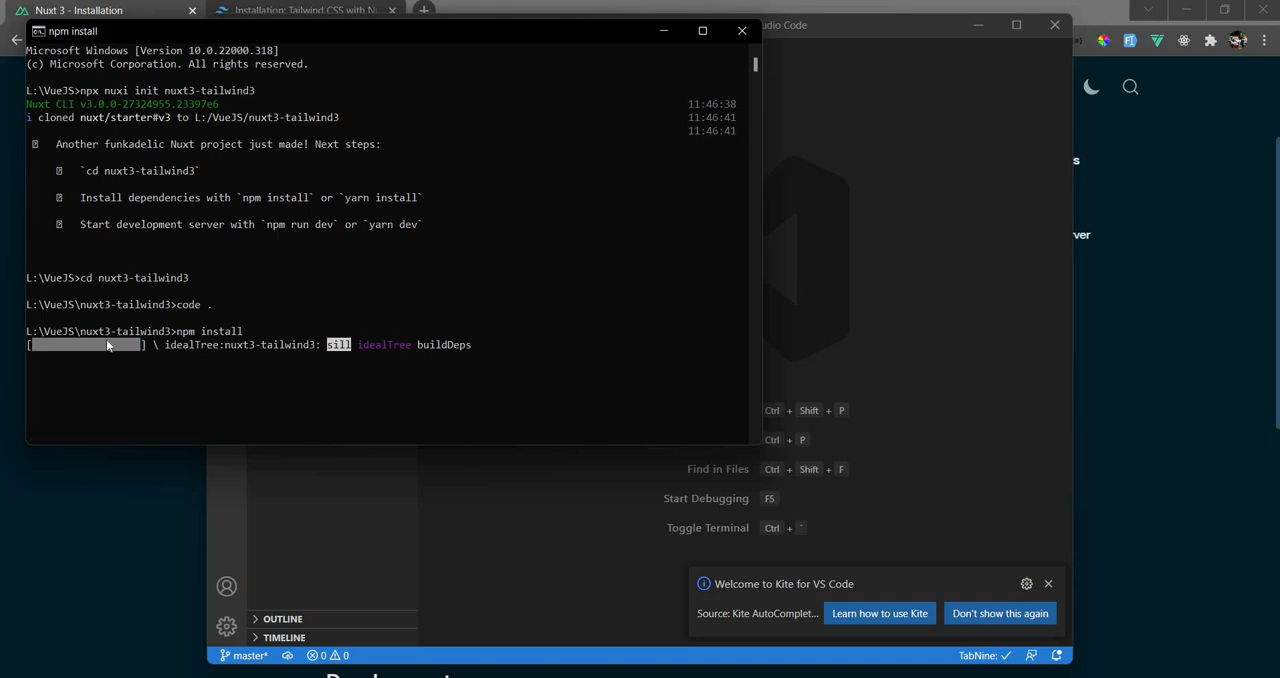 Nuxt 3 - Installation
Installation: Tailwind CSS with Nu
npm install
Microsoft Windows [Version 10.0.22000.318]
(c) Microsoft Corporation. All rights reserved.
L:\VueJS>npx nuxi init nuxt3-tailwind3
Nuxt CLI v3.0.0-27324955.23397e6 11:46:38
i cloned nuxt/starter#v3 to L:/VueJS/nuxt3-tailwind3 11:46:41
11:46:41
Another funkadelic Nuxt project just made! Next steps:
`cd nuxt3-tailwind3`
Install dependencies with `npm install` or `yarn install`
Start development server with `npm run dev` or `yarn dev`
L:\VueJS>cd nuxt3-tailwind3
L:\VueJS\nuxt3-tailwind3>code .
L:\VueJS\nuxt3-tailwind3>npm install
[ ] \ idealTree:nuxt3-tailwind3: sill idealTree buildDeps
udio Code
s
ver
Ctrl + Shift + P
Ctrl + P
Find in Files Ctrl + Shift + F
Start Debugging F5
Toggle Terminal Ctrl + `
Welcome to Kite for VS Code
Source: Kite AutoComplet... Learn how to use Kite Don't show this again
OUTLINE
TIMELINE
master* 0 0 TabNine: